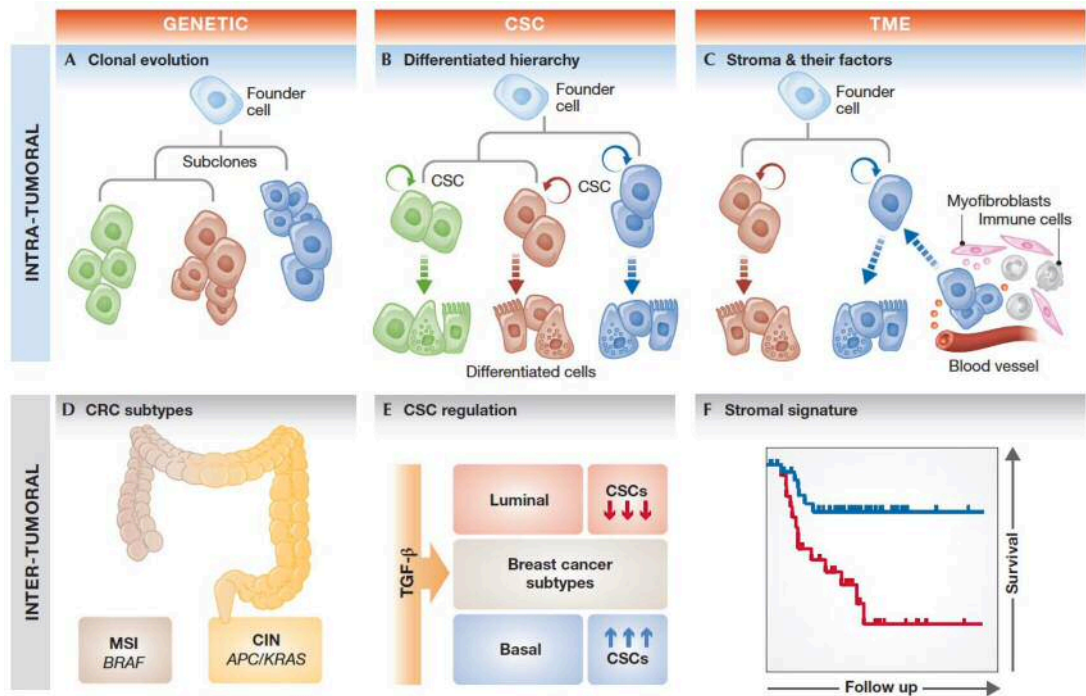 GENETIC
CSC
TME
INTRA-TUMORAL
A Clonal evolution
Founder
cell
Subclones
B Differentiated hierarchy
Founder
cell
CSC
CSC
Differentiated cells
C Stroma & their factors
Founder
cell
Myofibroblasts
Immune cells
Blood vessel
INTER-TUMORAL
D CRC subtypes
MSI
BRAF
CIN
APC/KRAS
E CSC regulation
TGF-β
Luminal
CSCs
Breast cancer
subtypes
Basal
CSCs
F Stromal signature
Survival
Follow up